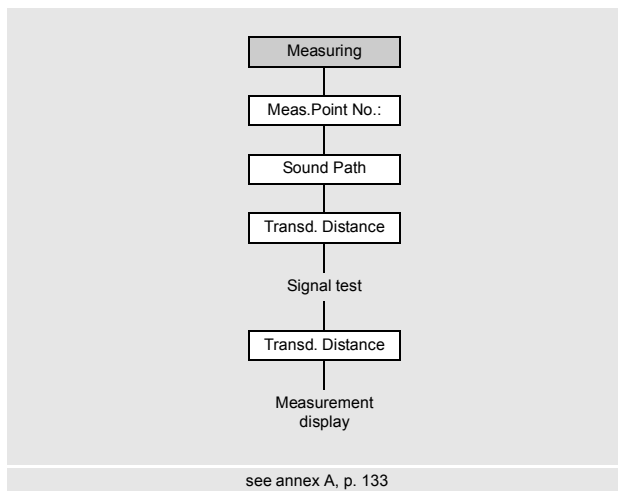 Measuring
Meas.Point No.:
Sound Path
Transd. Distance
Signal test
Transd. Distance
Measurement
display
see annex A, p. 133